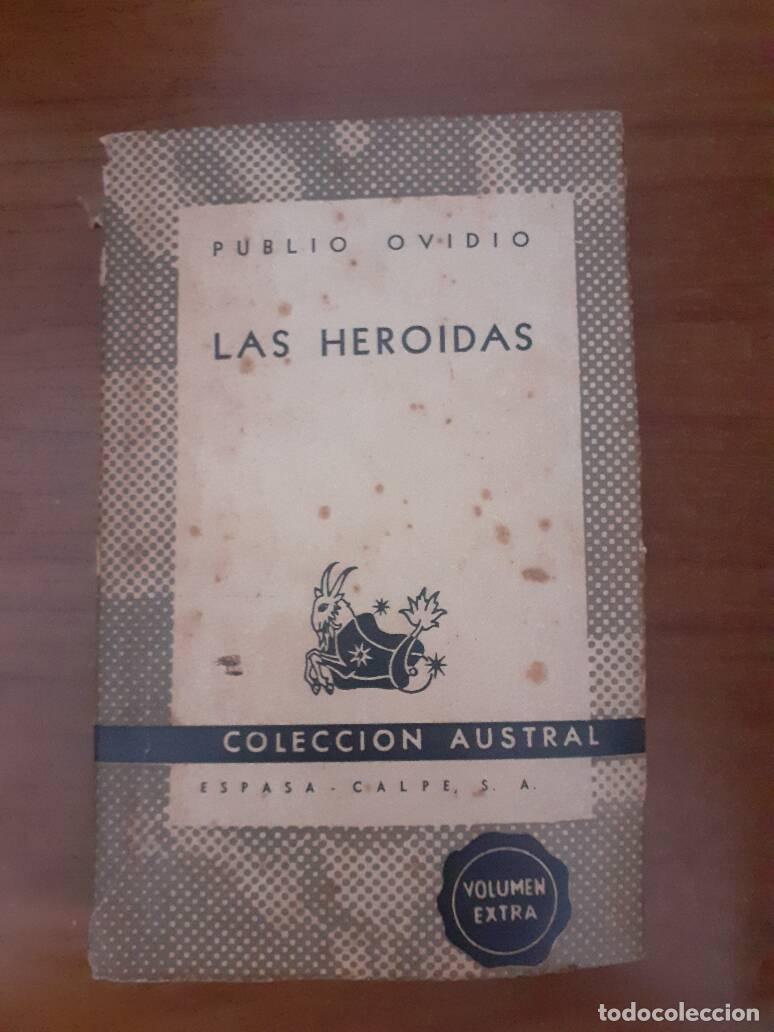 PUBLIO OVIDIO
LAS HEROIDAS
COLECCION AUSTRAL
ESPASA - CALPE, S. A.
VOLUMEN
EXTRA
todocoleccion